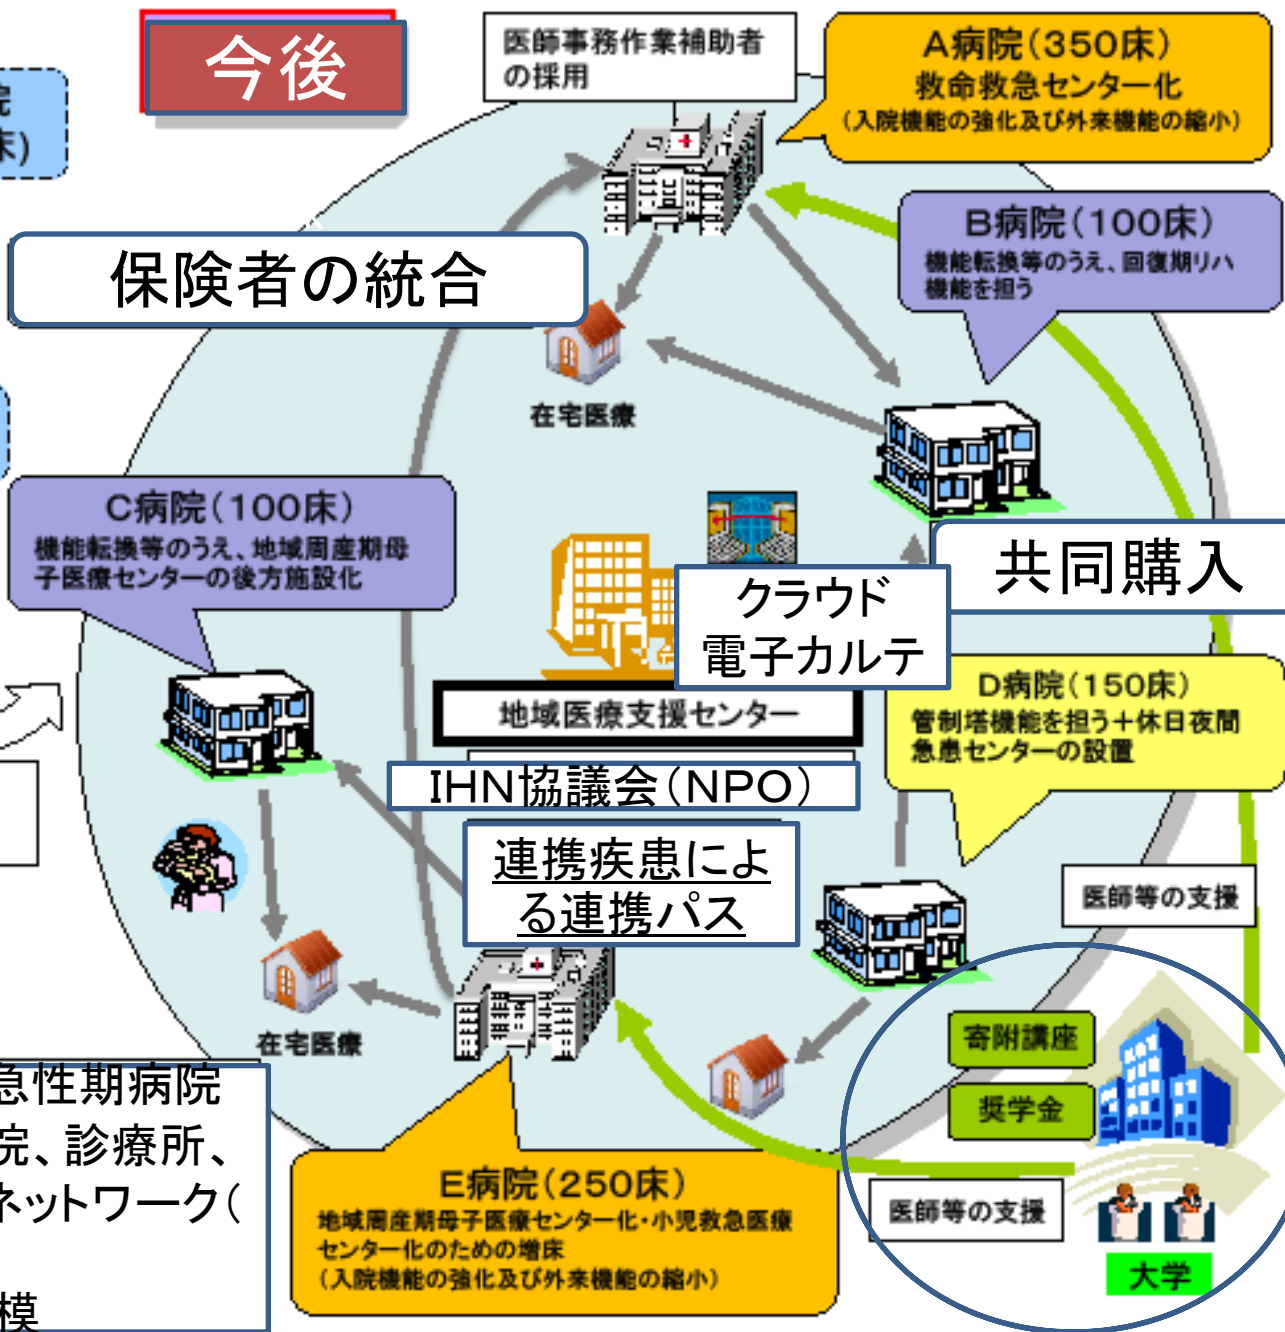 今後
医師事務作業補助者
の採用
A病院(350床)
救命救急センター化
(入院機能の強化及び外来機能の縮小)
院
床)
保険者の統合
B病院(100床)
機能転換等のうえ、回復期リハ
機能を担う
在宅医療
C病院(100床)
機能転換等のうえ、地域周産期母
子医療センターの後方施設化
共同購入
クラウド
電子カルテ
地域医療支援センター
D病院(150床)
管制塔機能を担う+休日夜間
急患センターの設置
IHN協議会(NPO)
連携疾患によ
る連携パス
医師等の支援
在宅医療
寄附講座
奨学金
急性期病院
院、診療所、
ネットワーク(
模
E病院(250床)
地域周産期母子医療センター化・小児救急医療
センター化のための増床
(入院機能の強化及び外来機能の縮小)
医師等の支援
大学